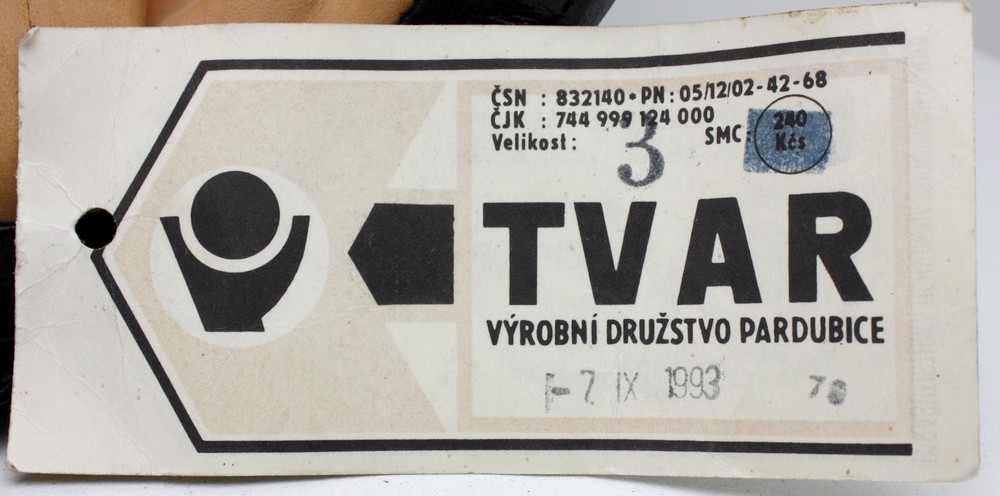 ČSN : 832140 • PN : 05/12/02-42-68
ČJK : 744 999 124 000
Velikost : 3 SMC : 240 Kčs
TVAR
VÝROBNÍ DRUŽSTVO PARDUBICE
-7 IX 1993